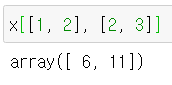 x[[1, 2], [2, 3]]
array([ 6, 11])